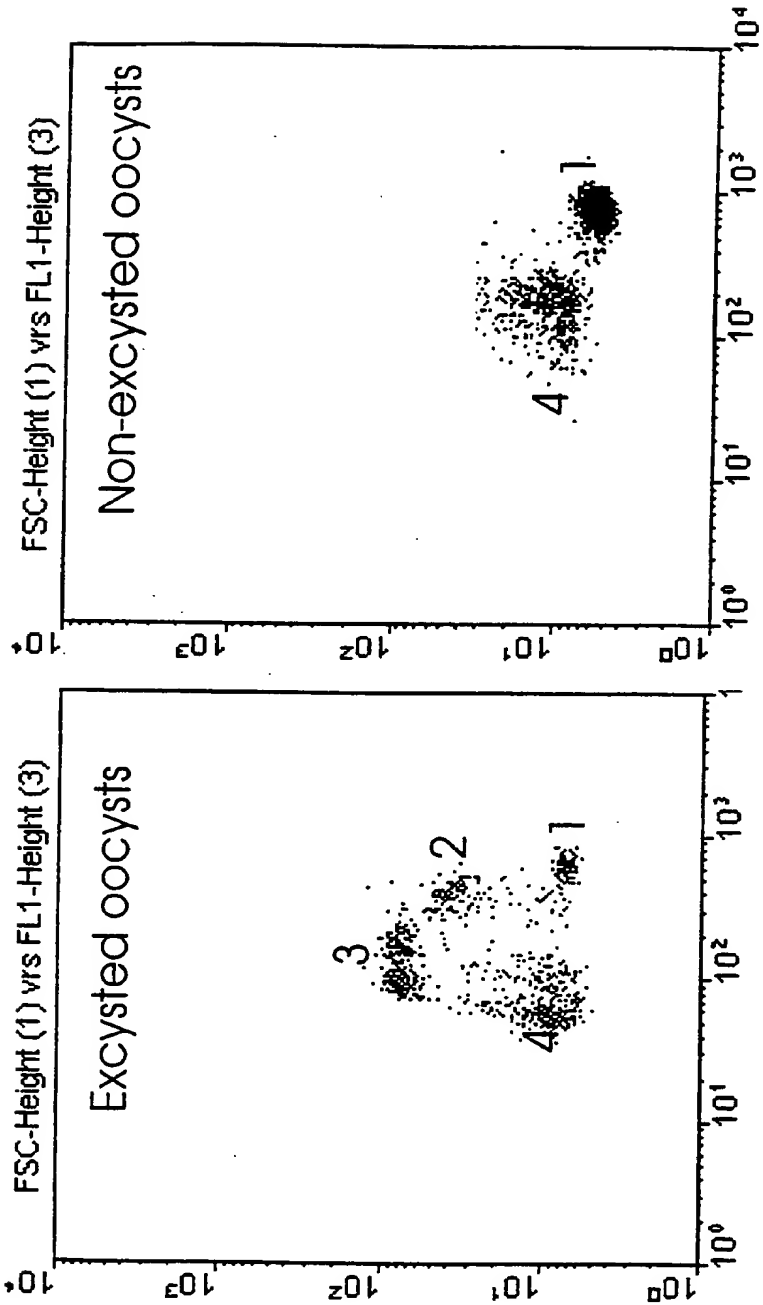 FSC-Height (1) vrs FL1-Height (3)
Excysted oocysts
10⁴
10³
10²
10¹
10⁰
3
2
4
1
10⁰ 10¹ 10² 10³ 1
FSC-Height (1) vrs FL1-Height (3)
Non-excysted oocysts
10⁴
10³
10²
10¹
10⁰
4
1
10⁰ 10¹ 10² 10³ 10⁴